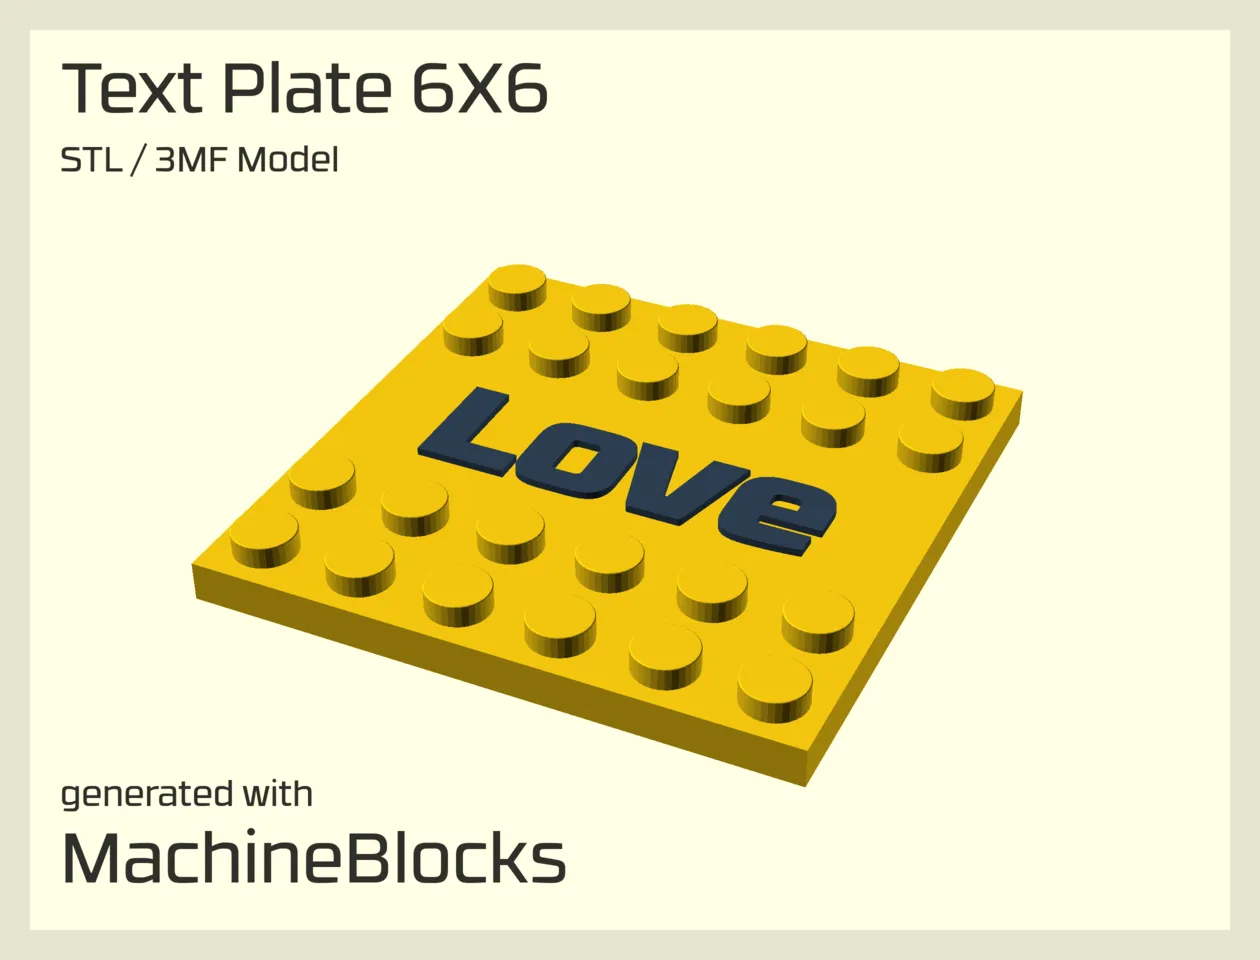 Text Plate 6X6
STL / 3MF Model
Love
generated with
MachineBlocks